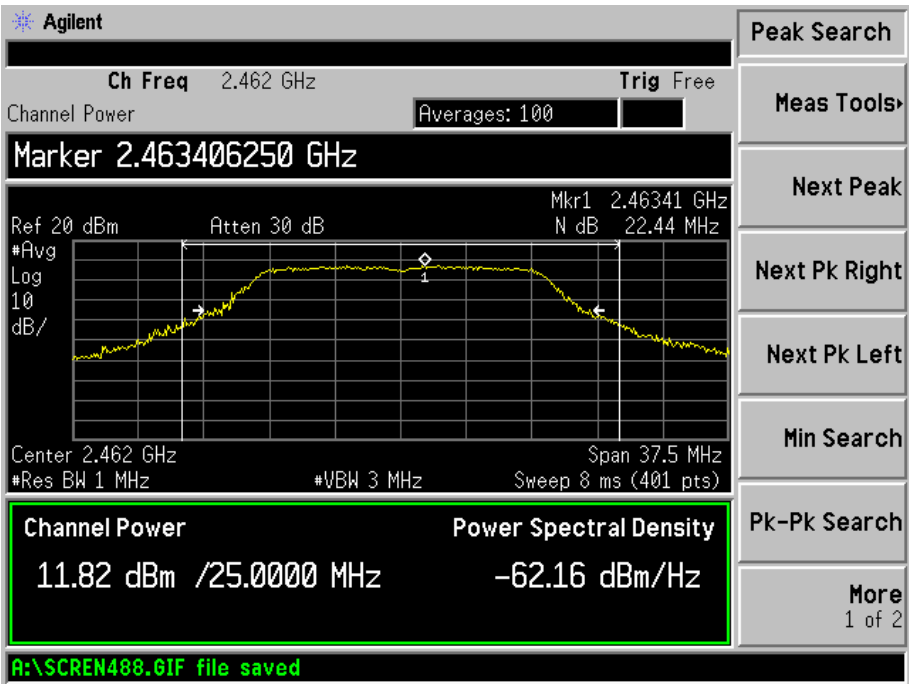 Agilent
Peak Search
Ch Freq 2.462 GHz Trig Free
Channel Power Averages: 100
Meas Tools
Marker 2.463406250 GHz
Mkr1 2.46341 GHz
Ref 20 dBm Atten 30 dB N dB 22.44 MHz
Next Peak
#Avg
Log
10
dB/
1
Next Pk Right
Next Pk Left
Center 2.462 GHz Span 37.5 MHz
#Res BW 1 MHz #VBW 3 MHz Sweep 8 ms (401 pts)
Min Search
Channel Power Power Spectral Density
11.82 dBm /25.0000 MHz -62.16 dBm/Hz
Pk-Pk Search
More
1 of 2
A:\SCREN488.GIF file saved